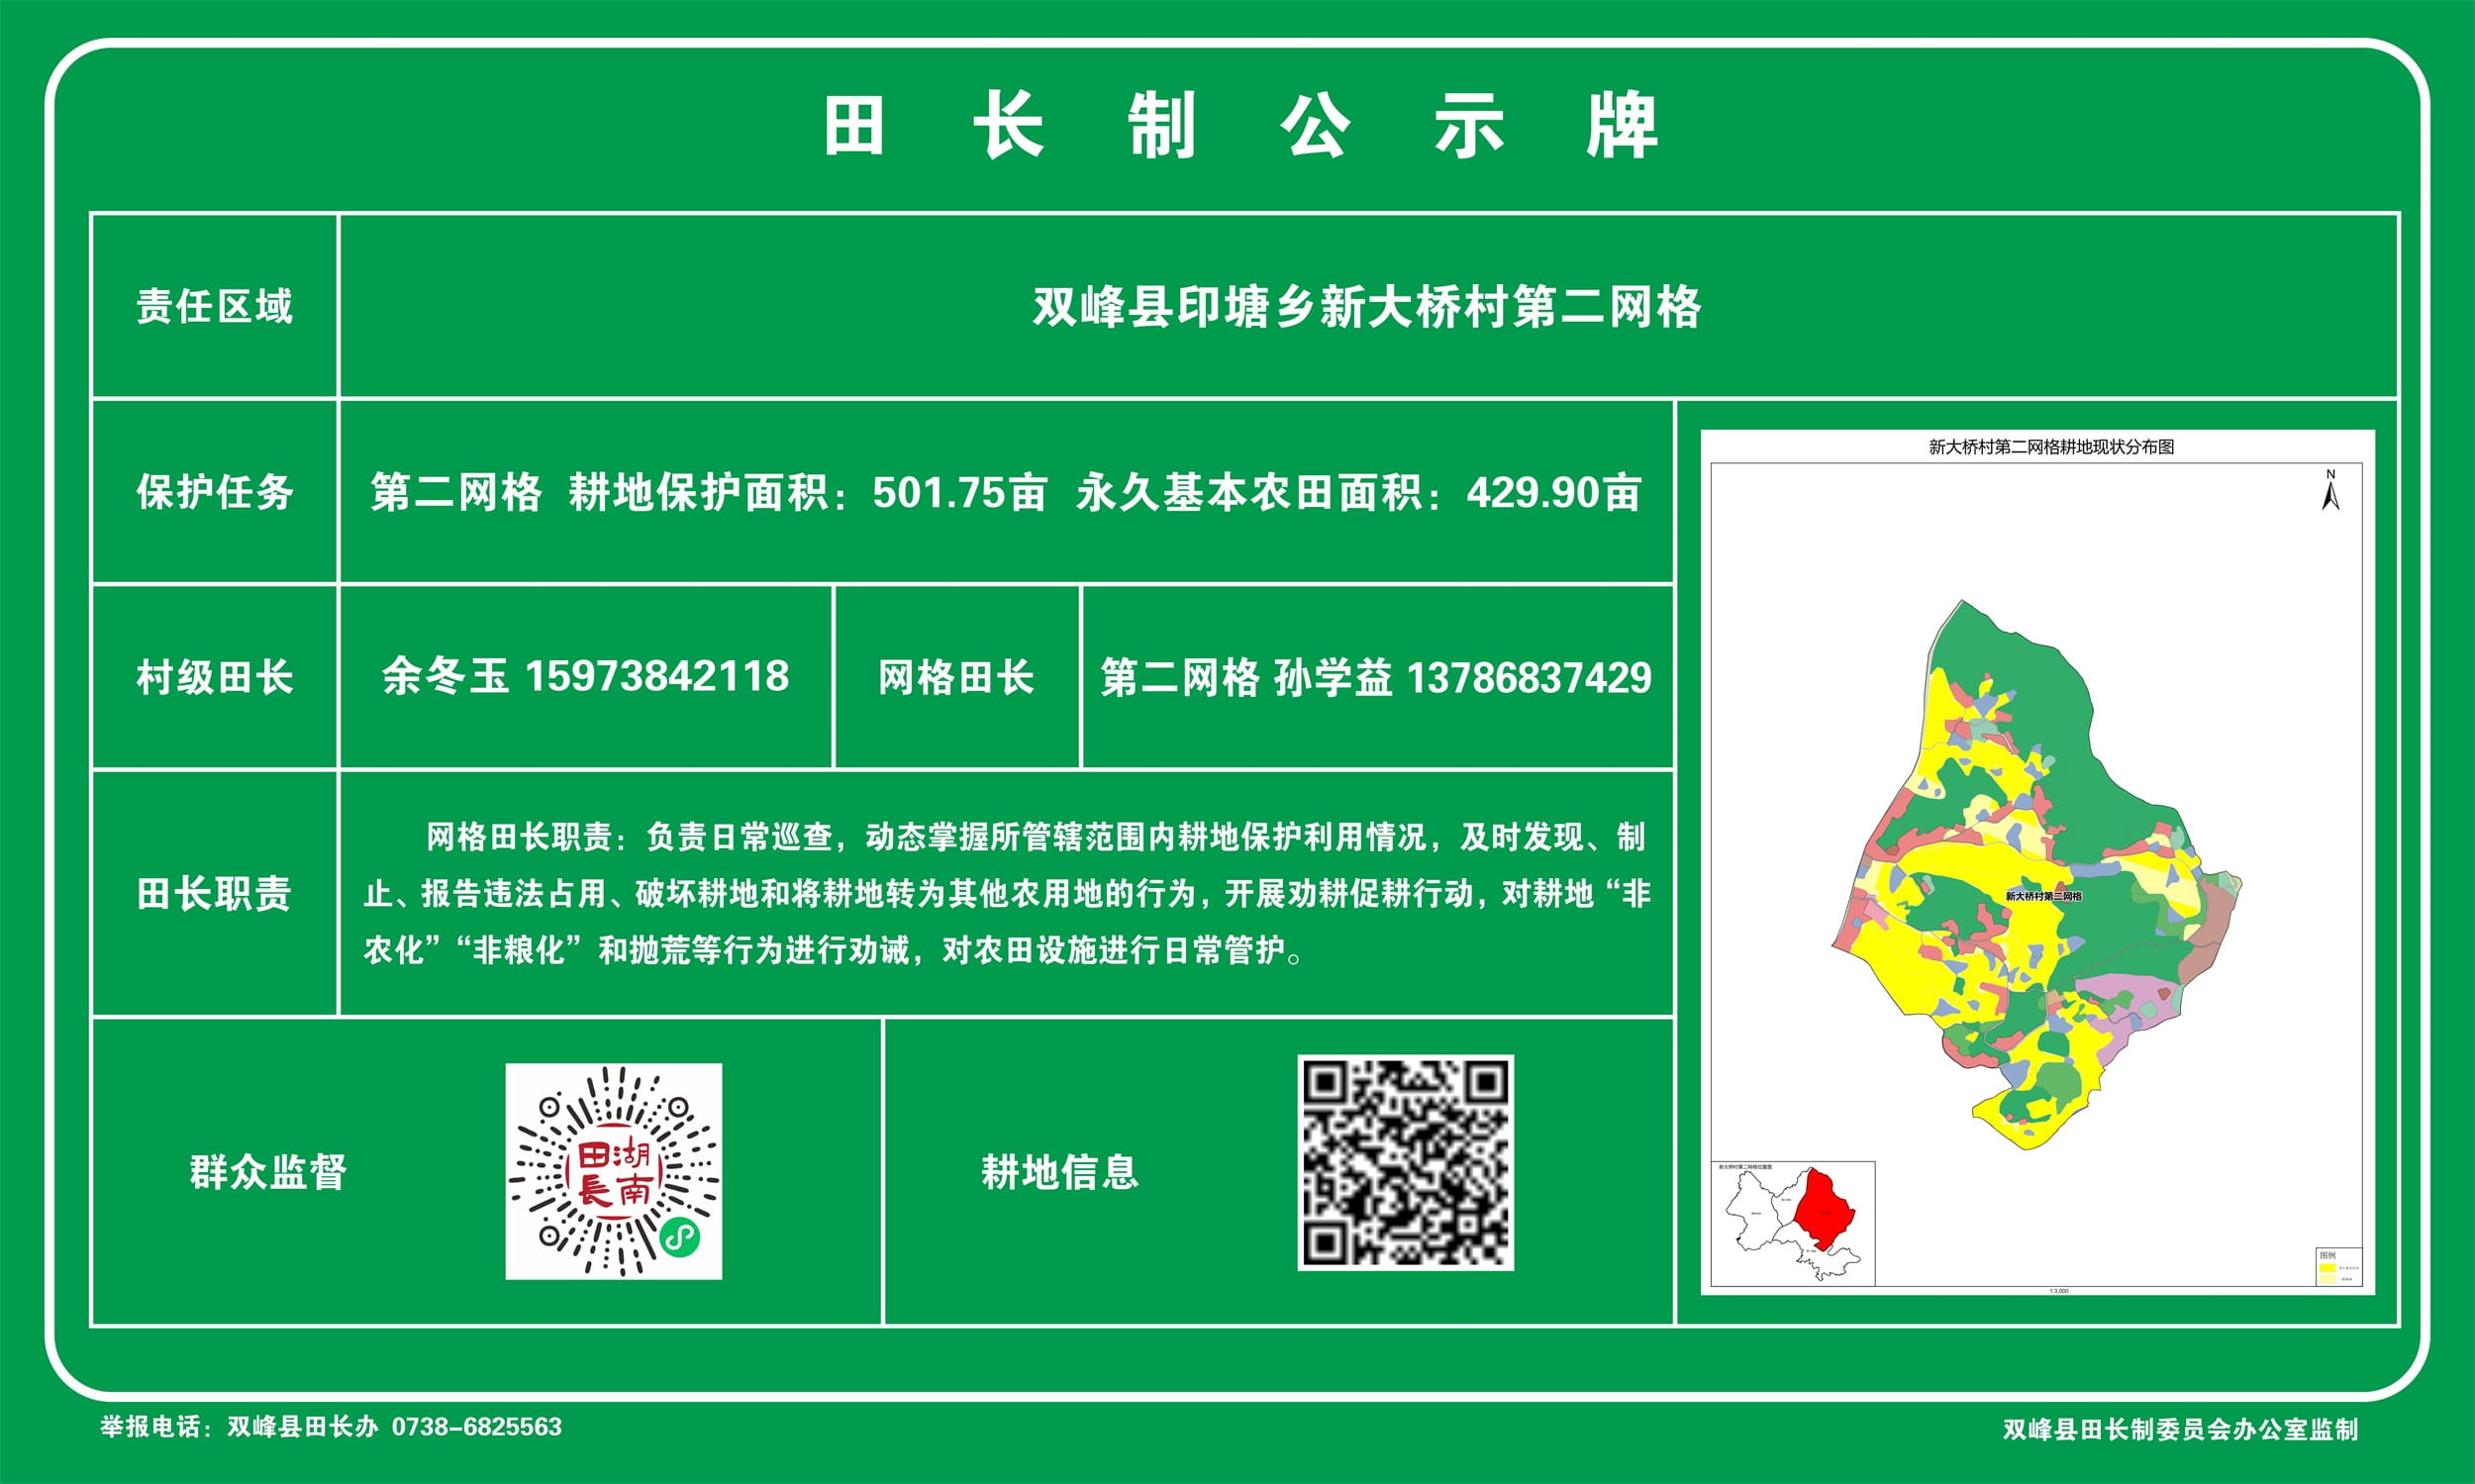 田长制公示牌
责任区域
双峰县印塘乡新大桥村第二网格
保护任务
第二网格 耕地保护面积：501.75亩 永久基本农田面积：429.90亩
村级田长
余冬玉 15973842118
网格田长
第二网格 孙学益 13786837429
田长职责
网格田长职责：负责日常巡查，动态掌握所管辖范围内耕地保护利用情况，及时发现、制
止、报告违法占用、破坏耕地和将耕地转为其他农用地的行为，开展劝耕促耕行动，对耕地“非
农化”“非粮化”和抛荒等行为进行劝诫，对农田设施进行日常管护。
群众监督
湖南
田長
耕地信息
新大桥村第二网格耕地现状分布图
N
新大桥村第二网格
新大桥村第二网格位置图
图例
1:3,000
举报电话：双峰县田长办 0738-6825563
双峰县田长制委员会办公室监制